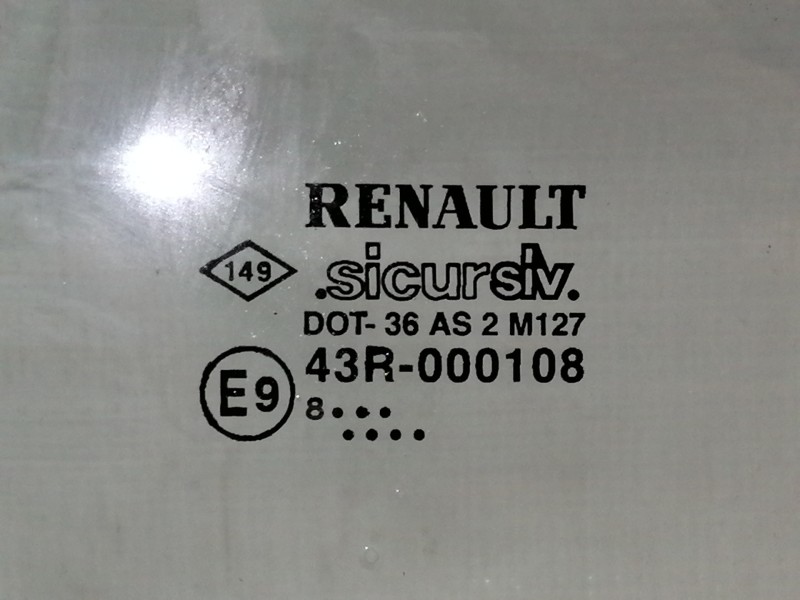 RENAULT
149 .sicursiv.
DOT- 36 AS 2 M127
E9 43R-000108
8...
....